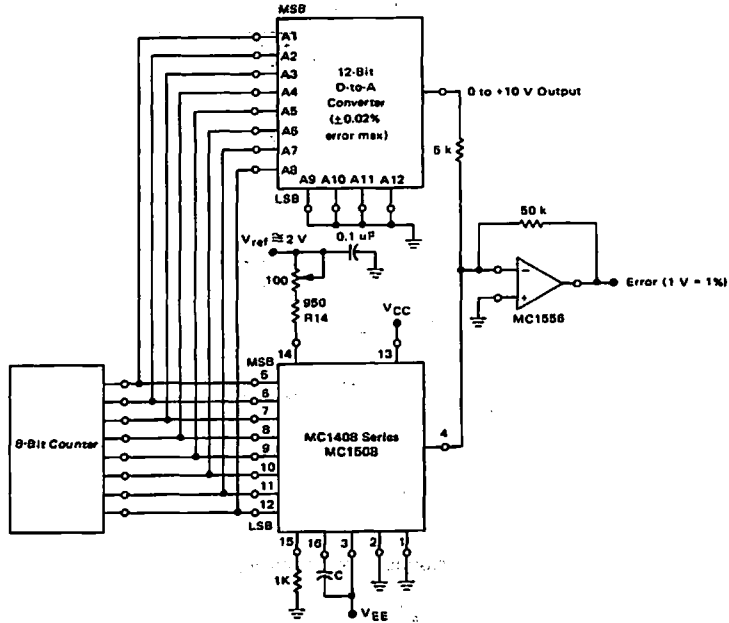 MSB
A1
A2
A3
A4
A5
A6
A7
A8
12-Bit
D-to-A
Converter
(±0.02%
error max)
A9 A10 A11 A12
LSB
0 to +10 V Output
5 k
50 k
Vref ≅ 2 V
0.1 uF
100
950
R14
VCC
Error (1 V = 1%)
MC1556
14
13
MSB
5
6
7
8
9
10
11
12
LSB
8-Bit Counter
MC1408 Series
MC1508
4
15 16 3 2 1
1K
C
VEE